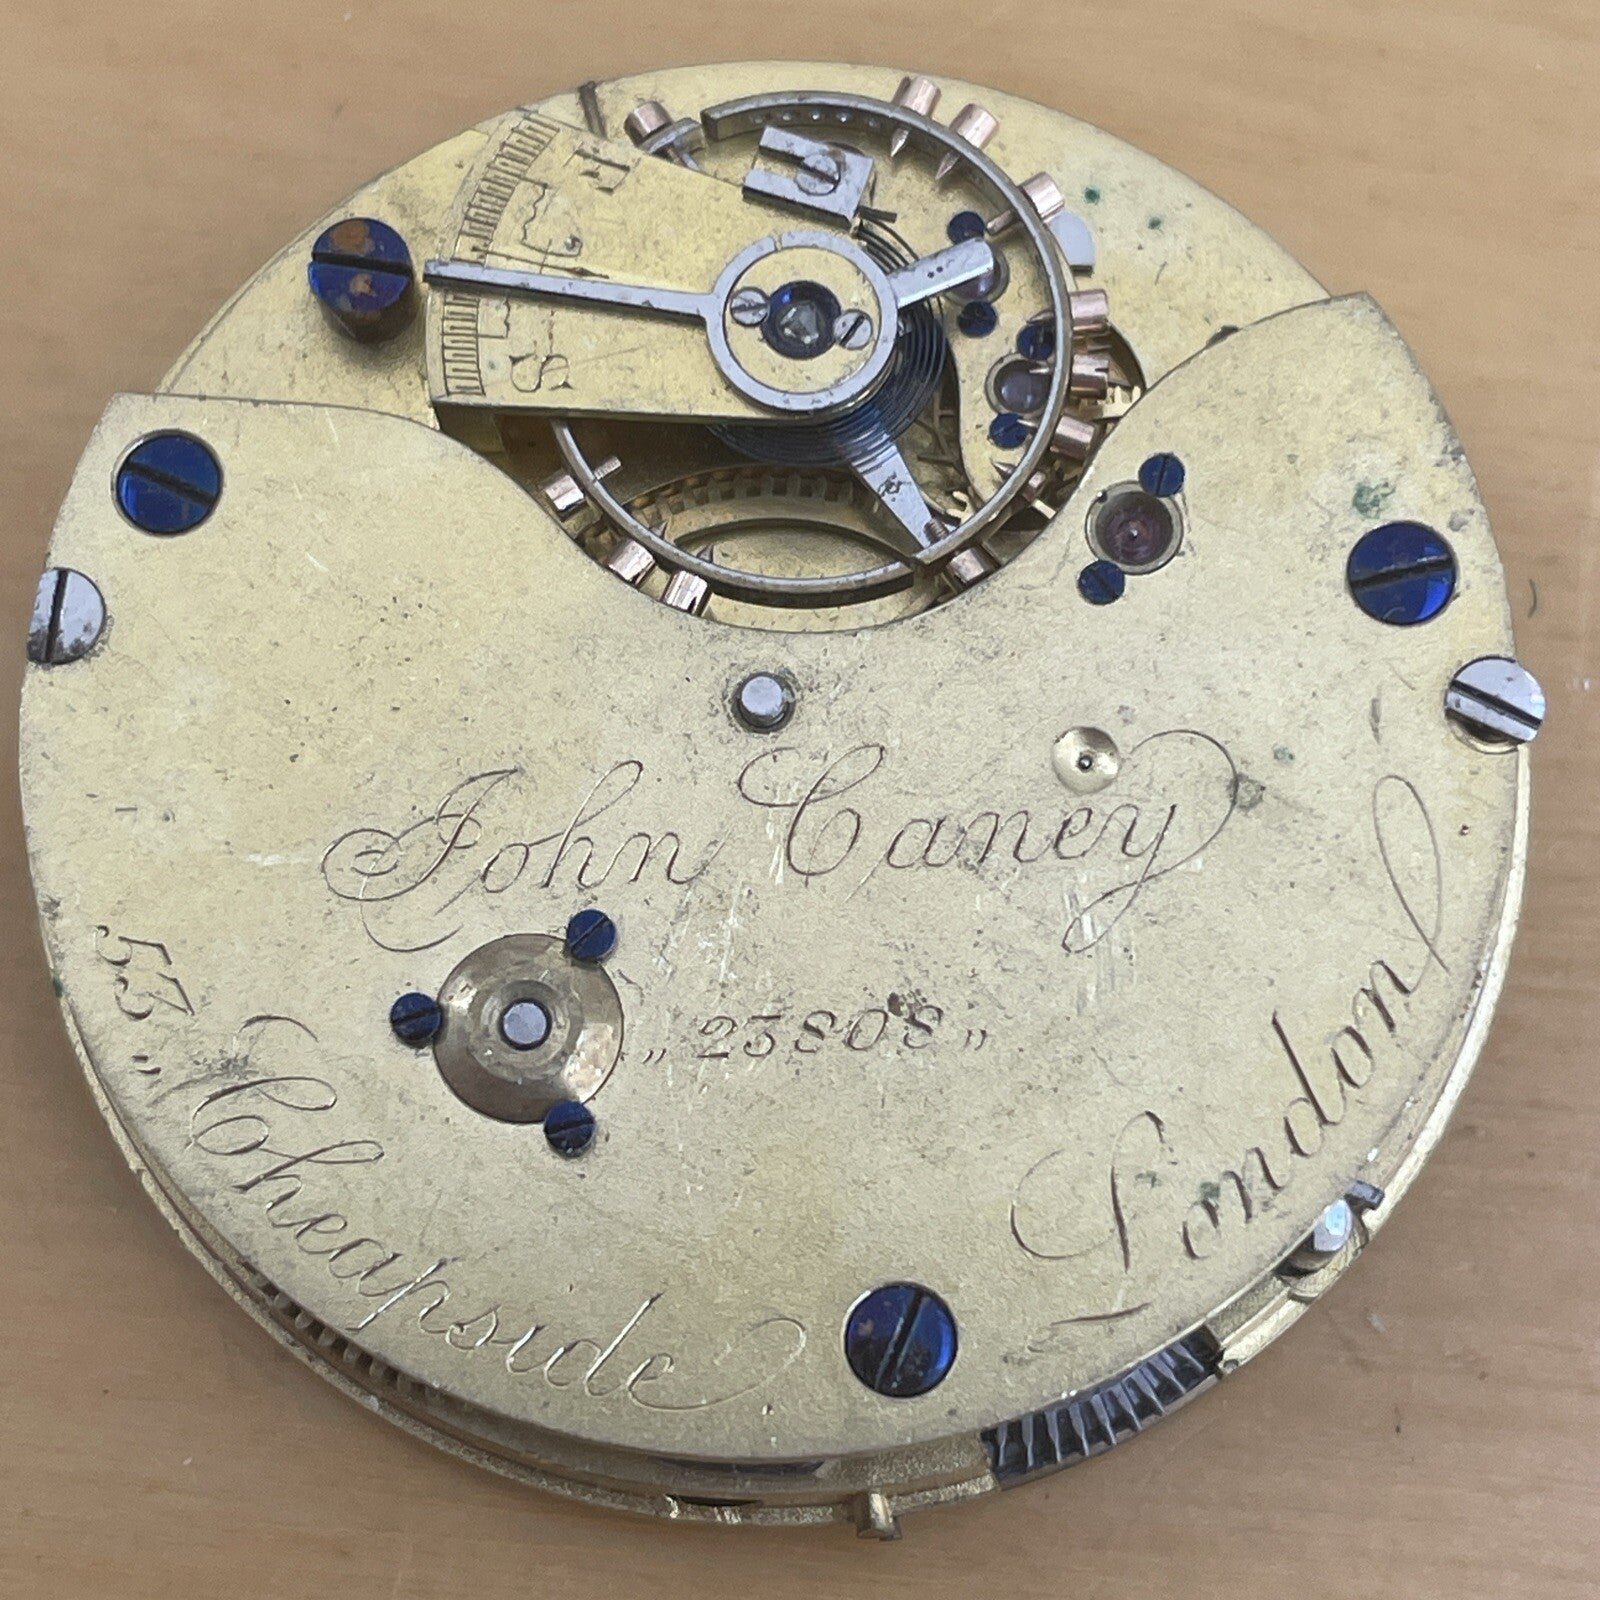 F
S
John Caney
„23808„
53„ Cheapside
London